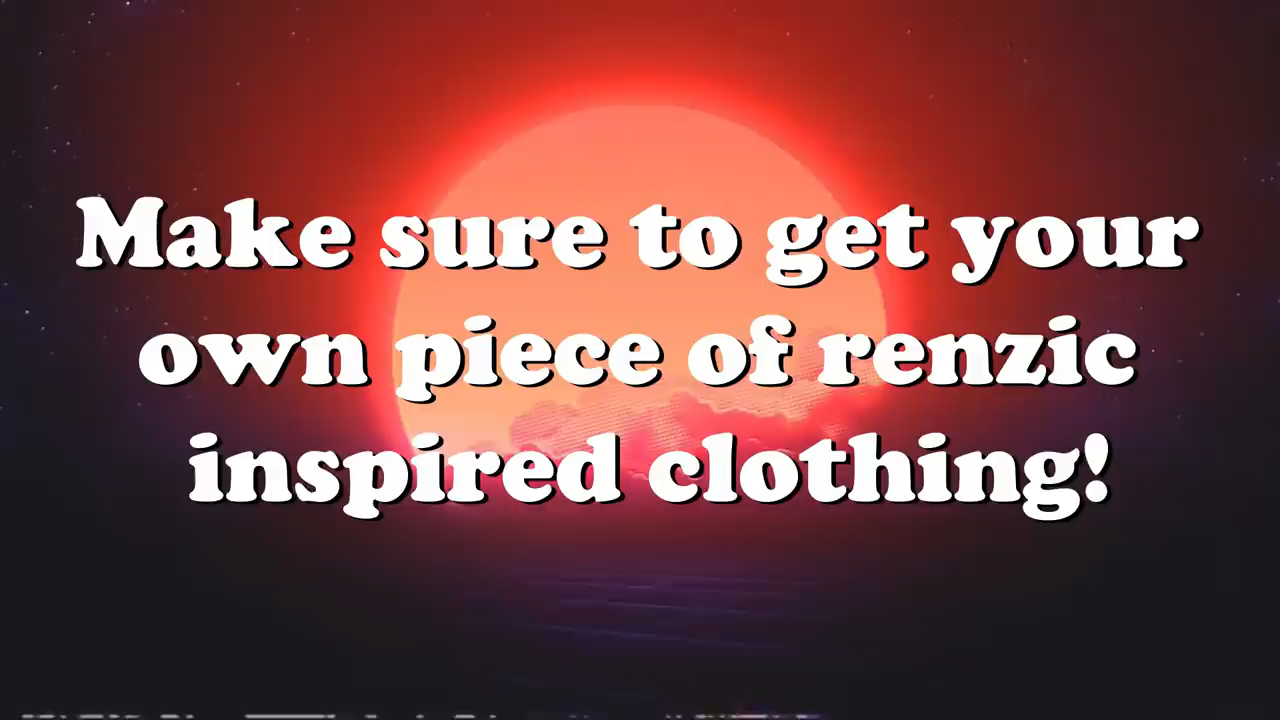 Make sure to get your
own piece of renzic
inspired clothing!